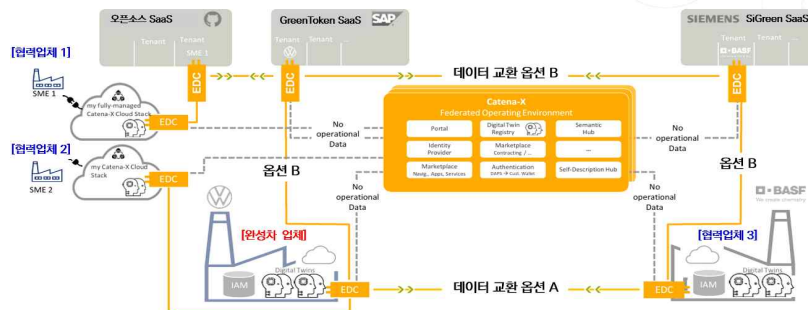 오픈소스 SaaS
GreenToken SaaS
SAP
SIEMENS SiGreen SaaS
Tenant
Tenant
SME 1
Tenant
Tenant
...
Tenant
Tenant
...
BASF
[협력업체 1]
SME 1
my fully-managed
Catena-X Cloud Stack
EDC
EDC
EDC
EDC
데이터 교환 옵션 B
Catena-X
Federated Operating Environment
Portal
Digital Twin
Registry
Semantic
Hub
Identity
Provider
Marketplace
Contracting / ...
...
Marketplace
Navig., Apps, Services
Authentication
DAPS → Cust. Wallet
Self-Description Hub
No
operational
Data
No
operational
Data
[협력업체 2]
SME 2
my Catena-X Cloud
Stack
EDC
옵션 B
옵션 B
No
operational
Data
No
operational
Data
BASF
We create chemistry
[완성차 업체]
Digital Twins
IAM
EDC
데이터 교환 옵션 A
[협력업체 3]
EDC
Digital Twins
IAM